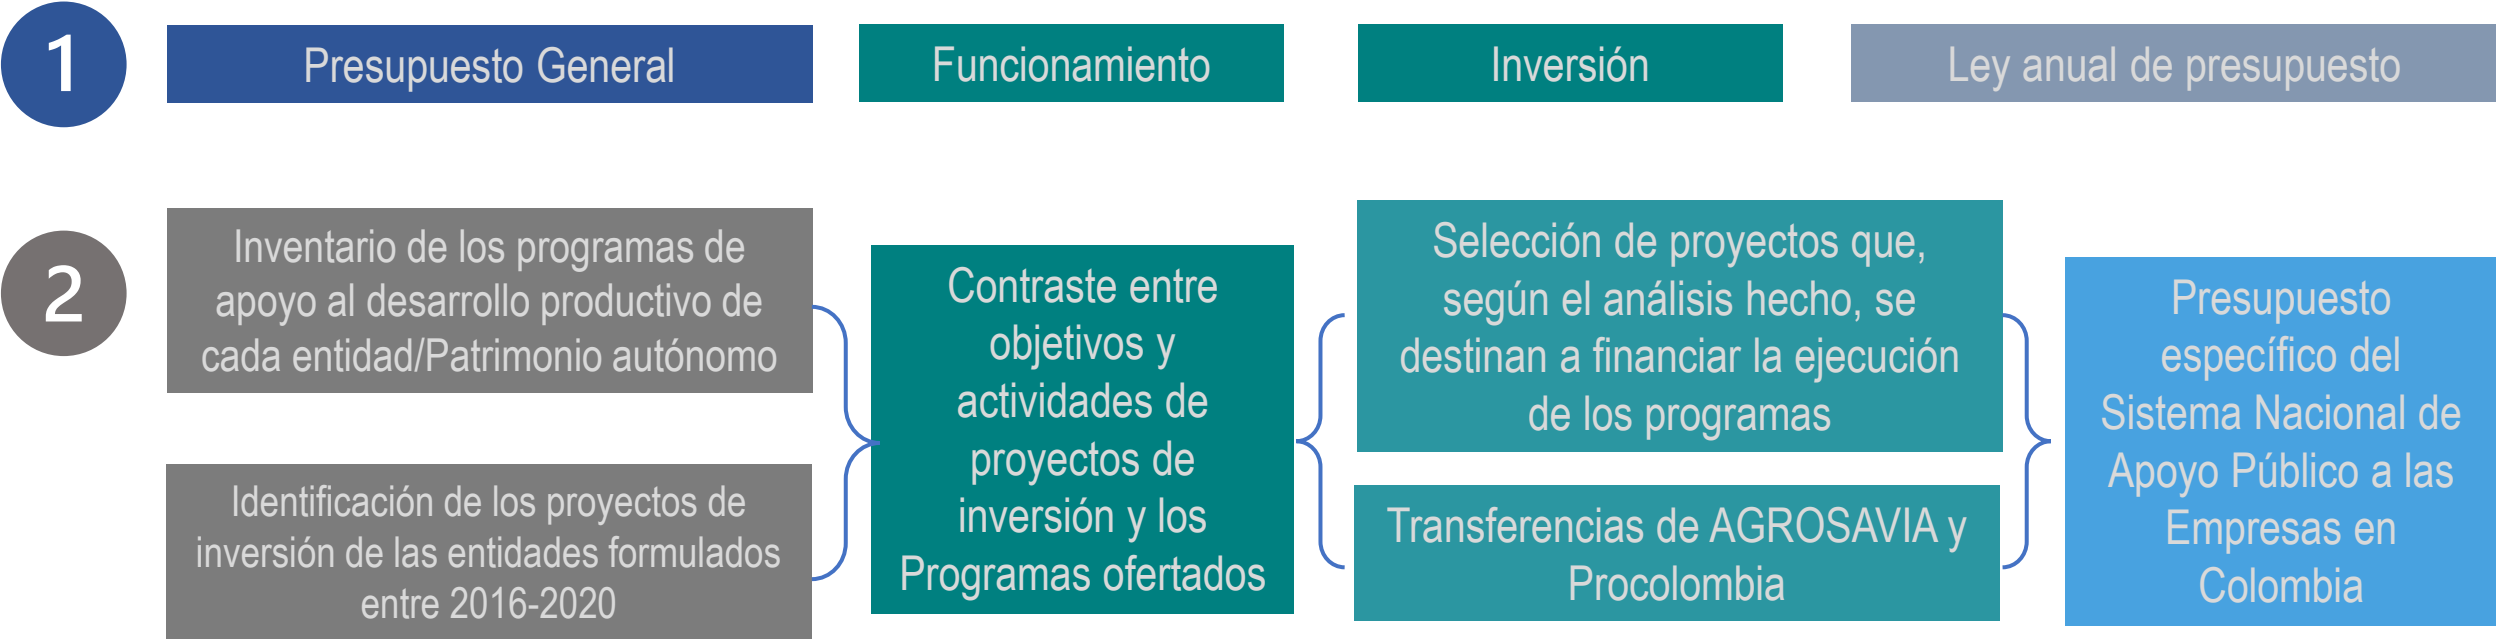 1
Presupuesto General
Funcionamiento
Inversión
Ley anual de presupuesto
2
Inventario de los programas de
apoyo al desarrollo productivo de
cada entidad/Patrimonio autónomo
Identificación de los proyectos de
inversión de las entidades formulados
entre 2016-2020
Contraste entre
objetivos y
actividades de
proyectos de
inversión y los
Programas ofertados
Selección de proyectos que,
según el análisis hecho, se
destinan a financiar la ejecución
de los programas
Transferencias de AGROSAVIA y
Procolombia
Presupuesto
específico del
Sistema Nacional de
Apoyo Público a las
Empresas en
Colombia